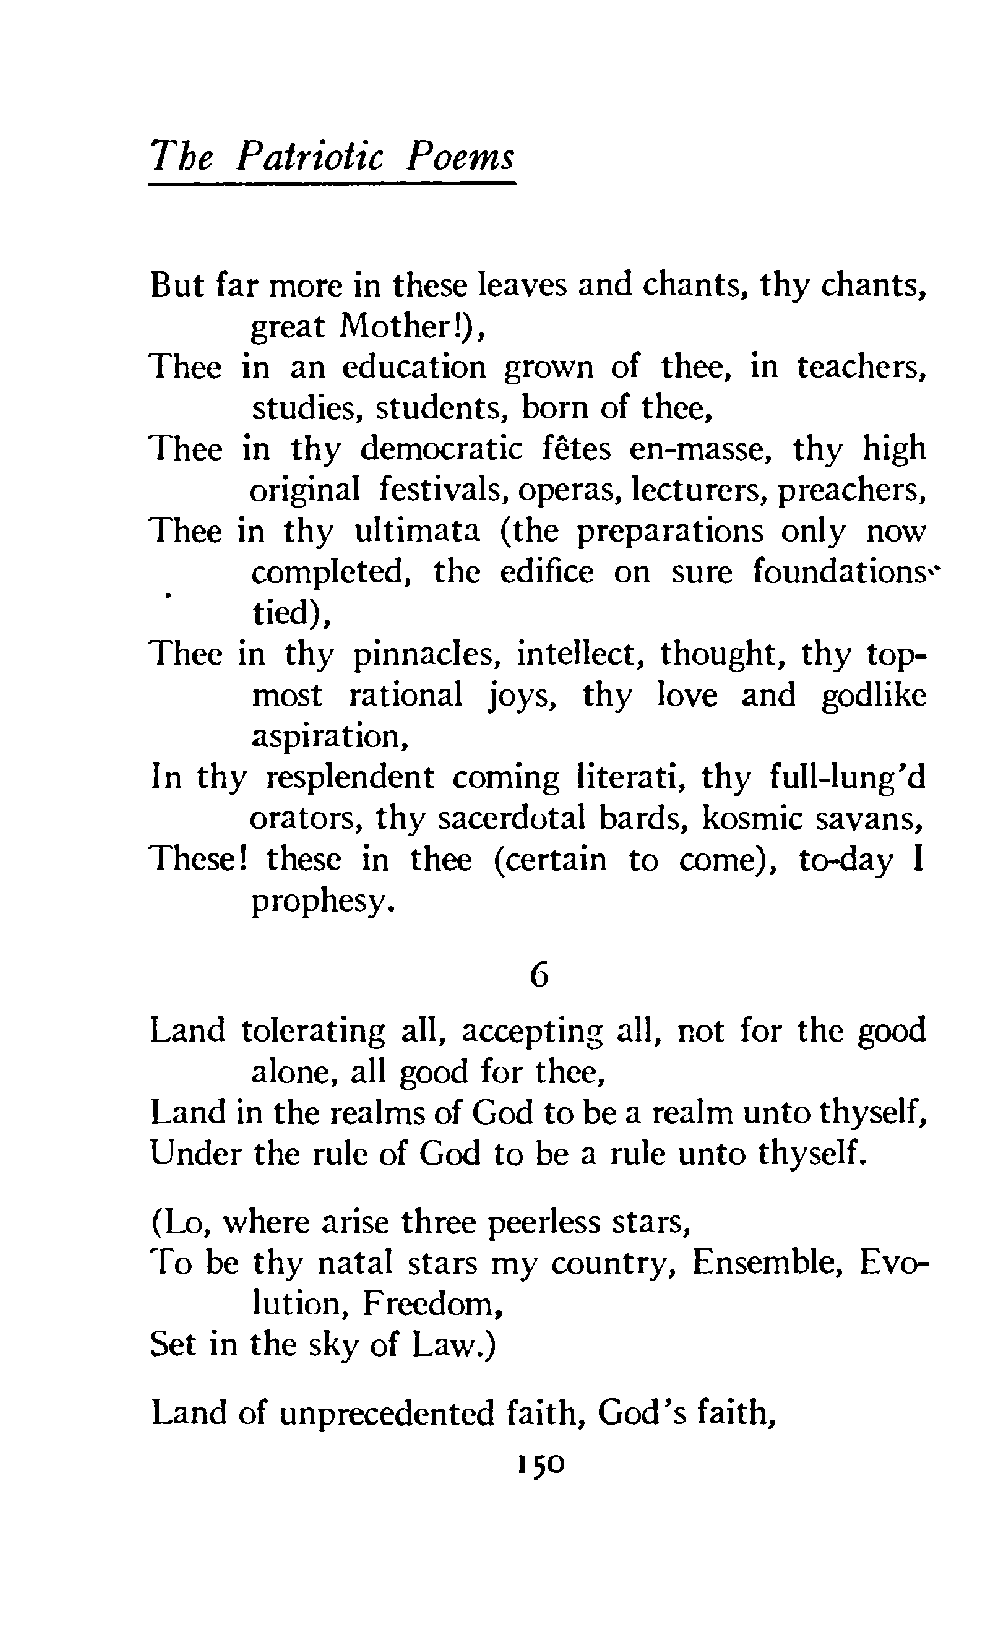 The Patriotic Poems
But far more in these leaves and chants, thy chants,
great Mother!),
Thee in an education grown of thee, in teachers,
studies, students, born of thee,
Thee in thy democratic fêtes en-masse, thy high
original festivals, operas, lecturers, preachers,
Thee in thy ultimata (the preparations only now
completed, the edifice on sure foundations
tied),
Thee in thy pinnacles, intellect, thought, thy top-
most rational joys, thy love and godlike
aspiration,
In thy resplendent coming literati, thy full-lung'd
orators, thy sacerdotal bards, kosmic savans,
These! these in thee (certain to come), to-day I
prophesy.
6
Land tolerating all, accepting all, not for the good
alone, all good for thee,
Land in the realms of God to be a realm unto thyself,
Under the rule of God to be a rule unto thyself.
(Lo, where arise three peerless stars,
To be thy natal stars my country, Ensemble, Evo-
lution, Freedom,
Set in the sky of Law.)
Land of unprecedented faith, God's faith,
150